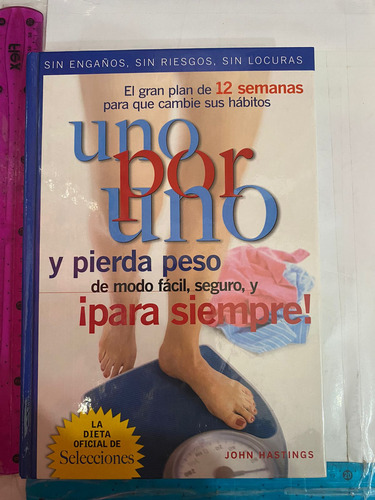 SIN ENGAÑOS, SIN RIESGOS, SIN LOCURAS
El gran plan de 12 semanas
para que cambie sus hábitos
uno
por
uno
y pierda peso
de modo fácil, seguro, y
¡para siempre!
LA
DIETA
OFICIAL DE
Selecciones
JOHN HASTINGS